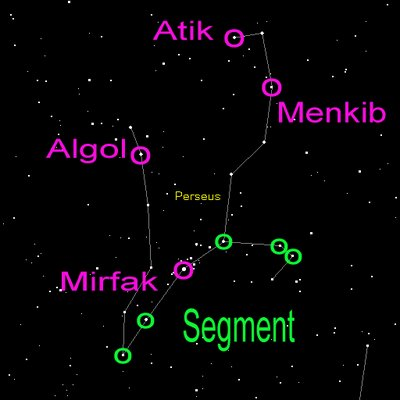 Atik
Menkib
Algol
Perseus
Mirfak
Segment